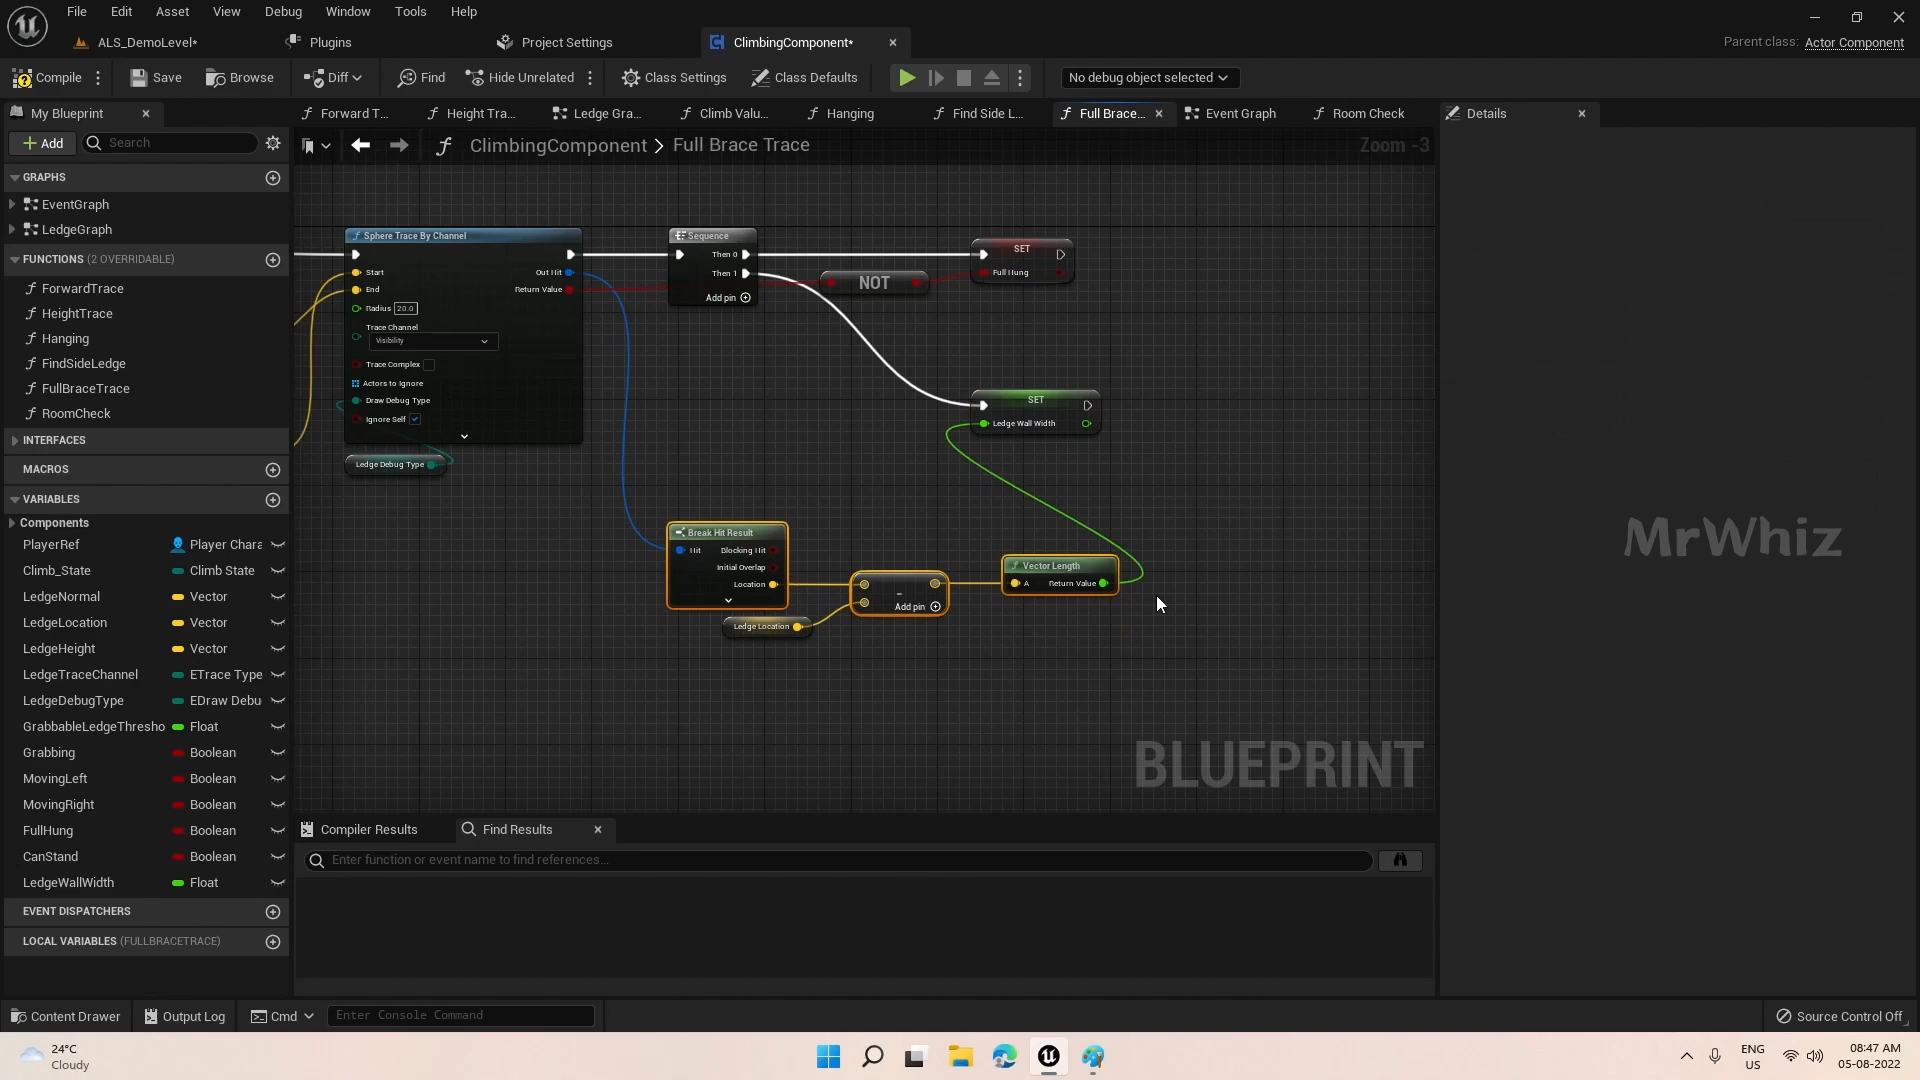 File Edit Asset View Debug Window Tools Help
ALS_DemoLevel* Plugins Project Settings ClimbingComponent*
Parent class: Actor Component
Compile Save Browse Diff Find Hide Unrelated Class Settings Class Defaults No debug object selected
My Blueprint Forward T... Height Tra... Ledge Gra... Climb Valu... Hanging Find Side L... Full Brace... Event Graph Room Check Details
Add Search ClimbingComponent > Full Brace Trace Zoom -3
GRAPHS
EventGraph
LedgeGraph
FUNCTIONS (2 OVERRIDABLE)
ForwardTrace
HeightTrace
Hanging
FindSideLedge
FullBraceTrace
RoomCheck
INTERFACES
MACROS
VARIABLES
Components
PlayerRef Player Chara
Climb_State Climb State
LedgeNormal Vector
LedgeLocation Vector
LedgeHeight Vector
LedgeTraceChannel ETrace Type
LedgeDebugType EDraw Debu
GrabbableLedgeThresho Float
Grabbing Boolean
MovingLeft Boolean
MovingRight Boolean
FullHung Boolean
CanStand Boolean
LedgeWallWidth Float
EVENT DISPATCHERS
LOCAL VARIABLES (FULLBRACETRACE)
Sphere Trace By Channel
Start Out Hit
End Return Value
Radius 20.0
Trace Channel
Visibility
Trace Complex
Actors to Ignore
Draw Debug Type
Ignore Self
Ledge Debug Type
Sequence
Then 0
Then 1
Add pin
NOT
SET
Full Hung
SET
Ledge Wall Width
Break Hit Result
Hit Blocking Hit
Initial Overlap
Location
Ledge Location
-
Add pin
Vector Length
A Return Value
BLUEPRINT
MrWhiz
Compiler Results Find Results
Enter function or event name to find references...
Content Drawer Output Log Cmd Enter Console Command Source Control Off
24°C
Cloudy
ENG
US
08:47 AM
05-08-2022